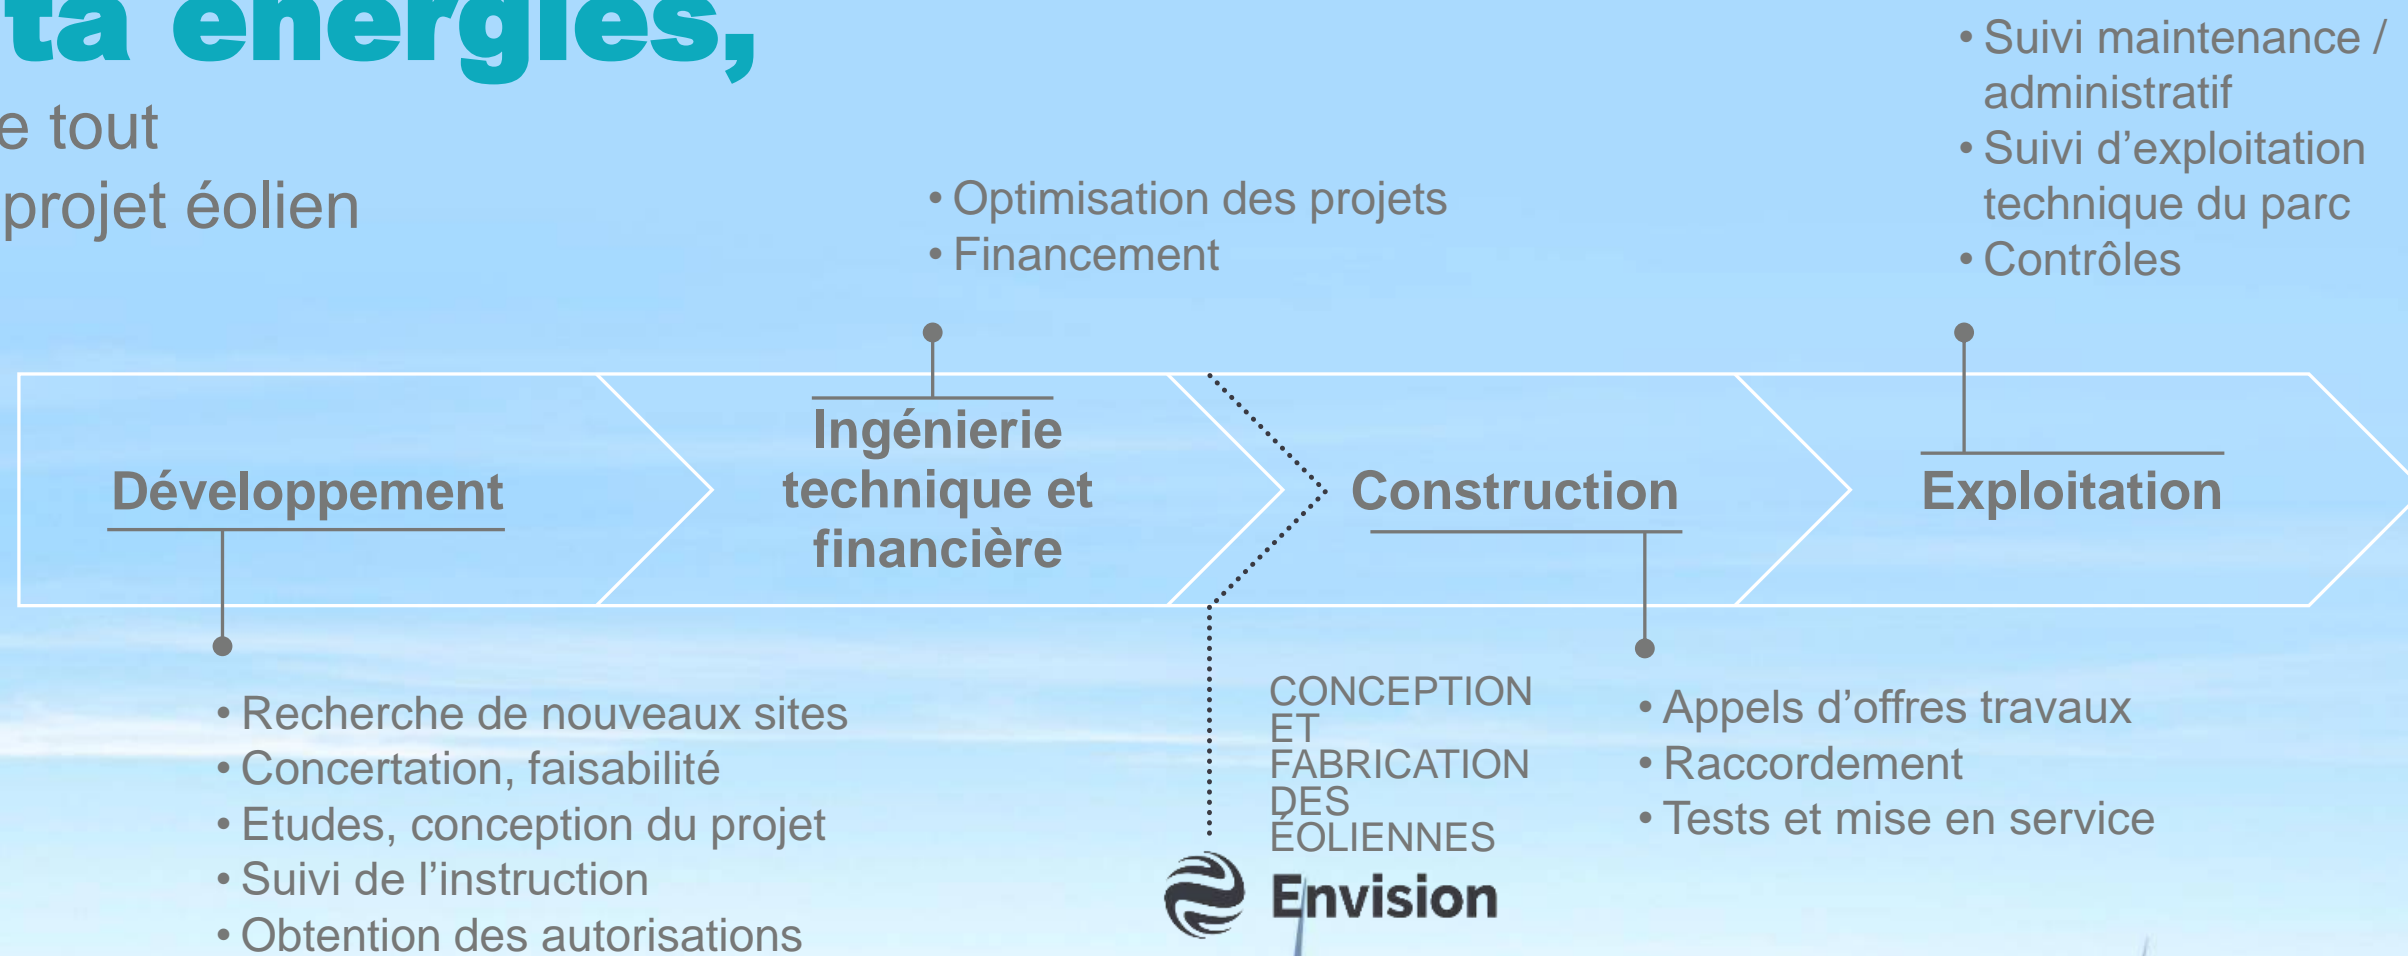 ta énergies,
e tout
projet éolien
• Optimisation des projets
• Financement
• Suivi maintenance /
administratif
• Suivi d’exploitation
technique du parc
• Contrôles
Développement
Ingénierie
technique et
financière
Construction
Exploitation
• Recherche de nouveaux sites
• Concertation, faisabilité
• Etudes, conception du projet
• Suivi de l’instruction
• Obtention des autorisations
CONCEPTION
ET
FABRICATION
DES
ÉOLIENNES
Envision
• Appels d’offres travaux
• Raccordement
• Tests et mise en service